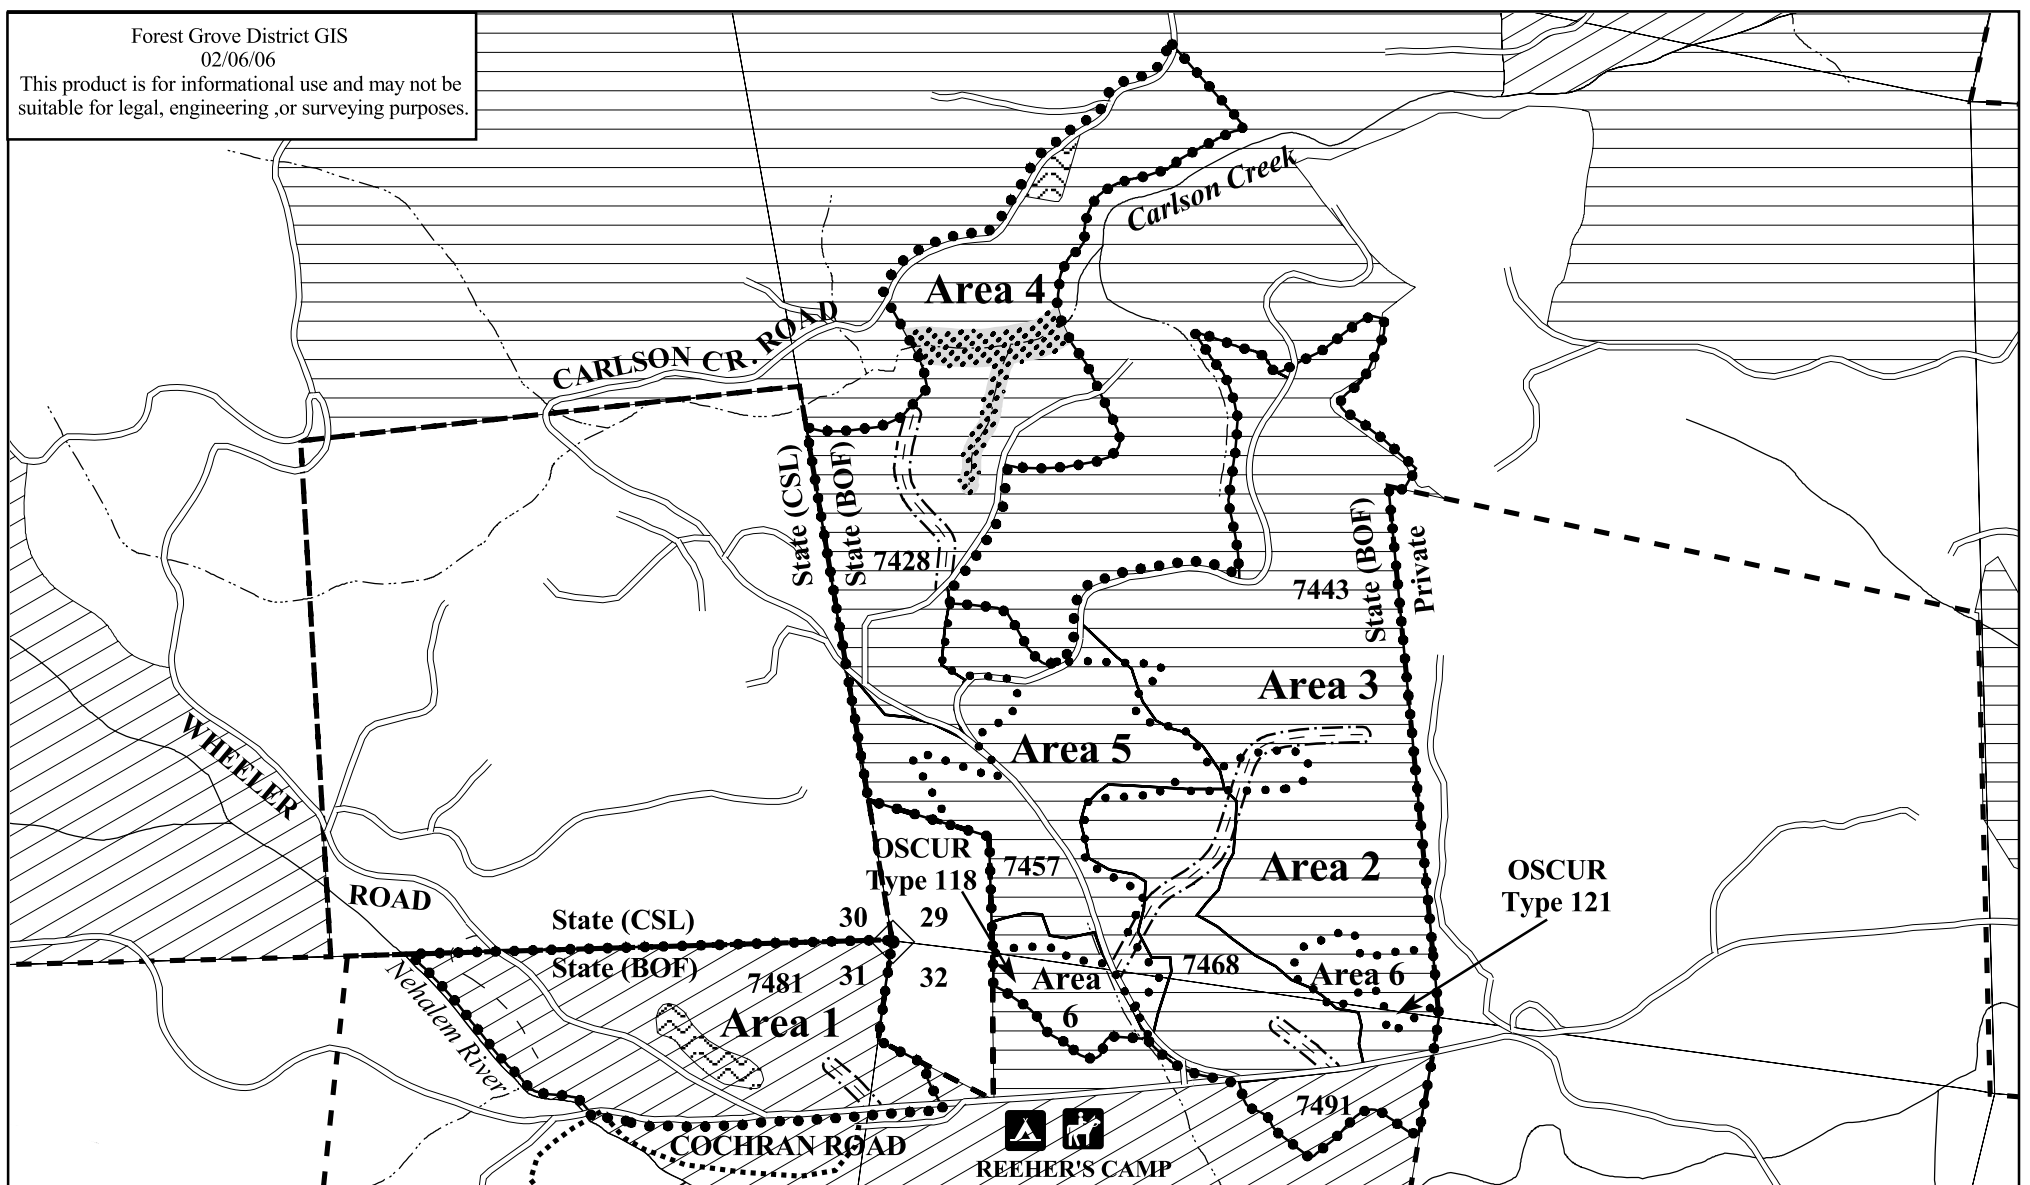 Forest Grove District GIS
02/06/06
This product is for informational use and may not be
suitable for legal, engineering ,or surveying purposes.
Carlson Creek
Area 4
CARLSON CR. ROAD
State (CSL)
State (BOF)
7428
7443
State (BOF)
Private
Area 3
Area 5
WHEELER
ROAD
OSCUR
Type 118
7457
Area 2
OSCUR
Type 121
State (CSL)
30
29
State (BOF)
7481
31
32
Area
6
7468
Area 6
Nehalem River
Area 1
7491
COCHRAN ROAD
REEHER'S CAMP